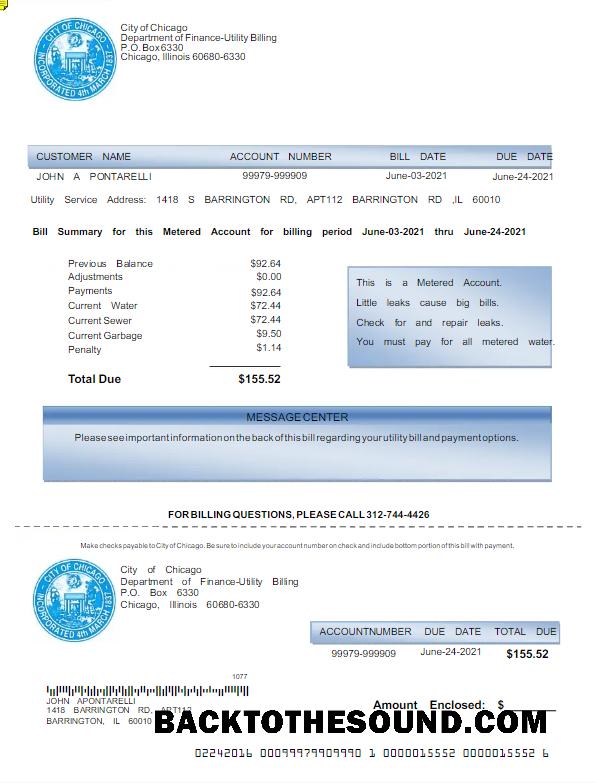 CITY OF CHICAGO
INCORPORATED 4th MARCH 1837
City of Chicago
Department of Finance-Utility Billing
P.O. Box6330
Chicago, Illinois 60680-6330
CUSTOMER NAME ACCOUNT NUMBER BILL DATE DUE DATE
JOHN A PONTARELLI 99979-999909 June-03-2021 June-24-2021
Utility Service Address: 1418 S BARRINGTON RD, APT112 BARRINGTON RD ,IL 60010
Bill Summary for this Metered Account for billing period June-03-2021 thru June-24-2021
Previous Balance $92.64
Adjustments $0.00
Payments $92.64
Current Water $72.44
Current Sewer $72.44
Current Garbage $9.50
Penalty $1.14
Total Due $155.52
This is a Metered Account.
Little leaks cause big bills.
Check for and repair leaks.
You must pay for all metered water.
MESSAGE CENTER
Please see important information on the back of this bill regarding your utility bill and payment options.
FOR BILLING QUESTIONS, PLEASE CALL 312-744-4426
Make checks payable to City of Chicago. Be sure to include your account number on check and include bottom portion of this bill with payment.
CITY OF CHICAGO
INCORPORATED 4th MARCH 1837
City of Chicago
Department of Finance-Utility Billing
P.O. Box 6330
Chicago, Illinois 60680-6330
ACCOUNTNUMBER DUE DATE TOTAL DUE
99979-999909 June-24-2021 $155.52
1077
JOHN APONTARELLI
1418 BARRINGTON RD, APT112
BARRINGTON, IL 60010
Amount Enclosed: $
BACKTOTHESOUND.COM
02242016 00099979909990 1 0000015552 0000015552 6